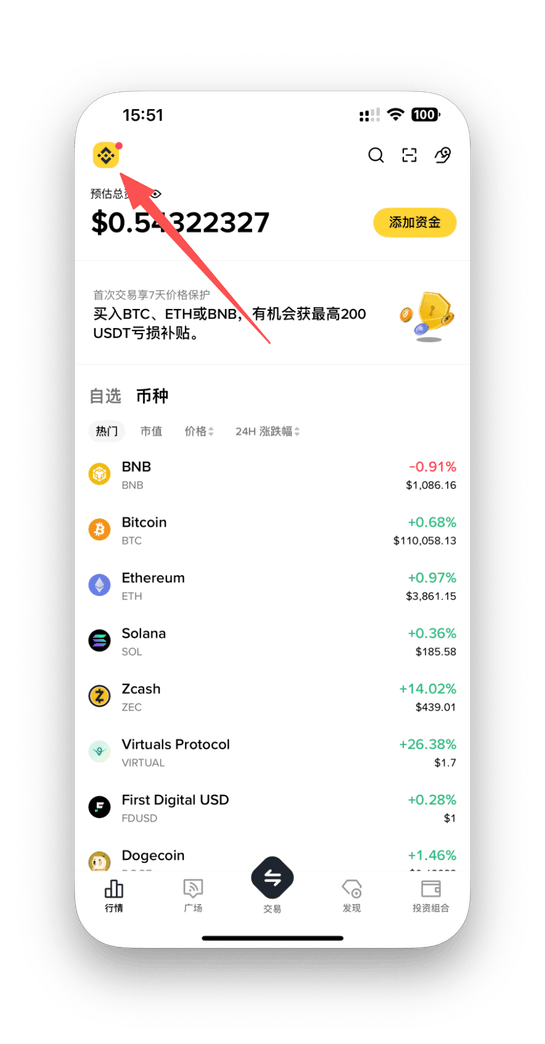 15:51
100
预估总
$0.54322327
添加资金
首次交易享7天价格保护
买入BTC、ETH或BNB，有机会获最高200
USDT亏损补贴。
自选 币种
热门 市值 价格 24H 涨跌幅
BNB -0.91%
BNB $1,086.16
Bitcoin +0.68%
BTC $110,058.13
Ethereum +0.97%
ETH $3,861.15
Solana +0.36%
SOL $185.58
Zcash +14.02%
ZEC $439.01
Virtuals Protocol +26.38%
VIRTUAL $1.7
First Digital USD +0.28%
FDUSD $1
Dogecoin +1.46%
行情 广场 交易 发现 投资组合